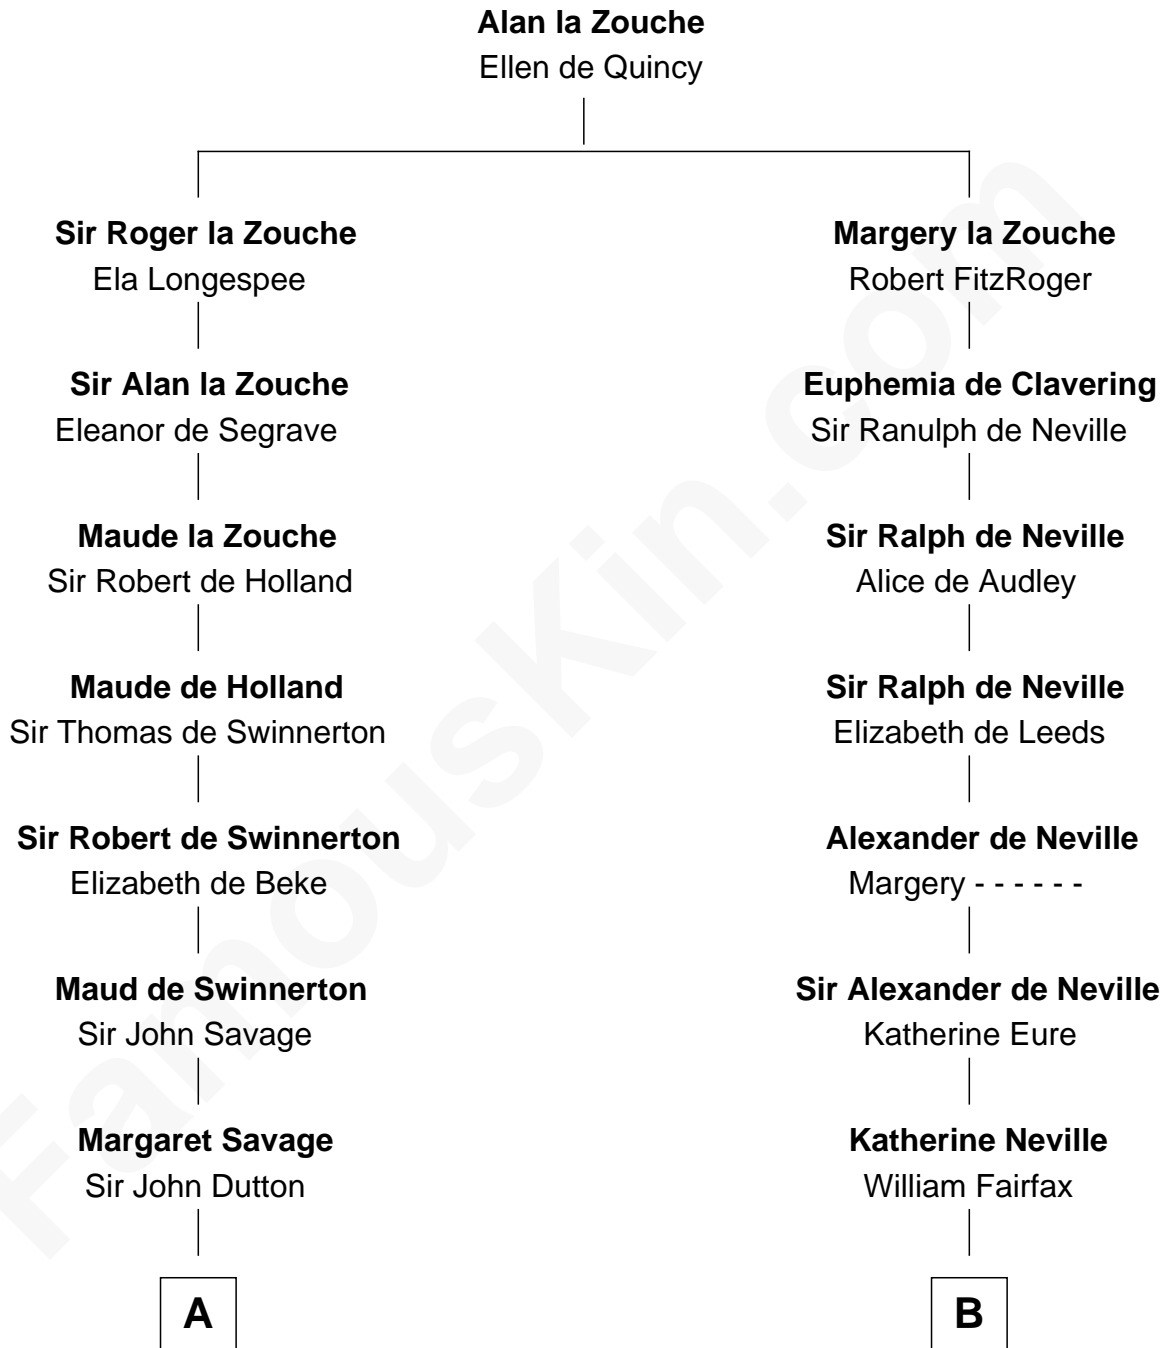 Alan la Zouche
Ellen de Quincy
Sir Roger la Zouche
Ela Longespee
Sir Alan la Zouche
Eleanor de Segrave
Maude la Zouche
Sir Robert de Holland
Maude de Holland
Sir Thomas de Swinnerton
Sir Robert de Swinnerton
Elizabeth de Beke
Maud de Swinnerton
Sir John Savage
Margaret Savage
Sir John Dutton
A
Margery la Zouche
Robert FitzRoger
Euphemia de Clavering
Sir Ranulph de Neville
Sir Ralph de Neville
Alice de Audley
Sir Ralph de Neville
Elizabeth de Leeds
Alexander de Neville
Margery - - - - - -
Sir Alexander de Neville
Katherine Eure
Katherine Neville
William Fairfax
B
FamousKin.com